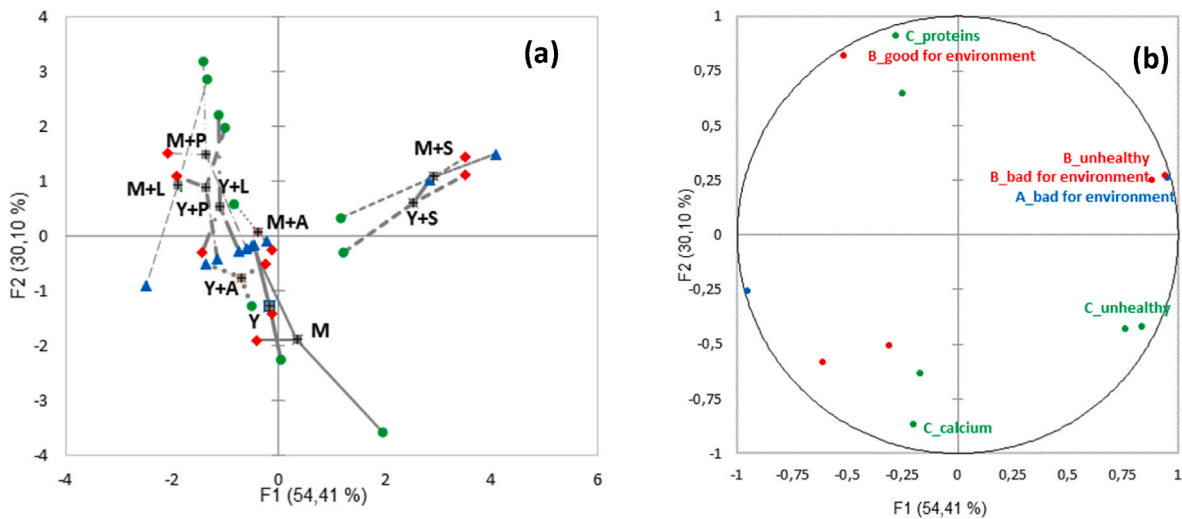 (a)
4
3
2
1
0
-1
-2
-3
-4
-4
-2
0
2
4
6
F2 (30,10 %)
F1 (54,41 %)
M+P
M+L
Y+L
Y+P
M+A
Y+A
Y
M
M+S
Y+S
(b)
1
0,75
0,5
0,25
0
-0,25
-0,5
-0,75
-1
-1
-0,75
-0,5
-0,25
0
0,25
0,5
0,75
1
F2 (30,10 %)
F1 (54,41 %)
C_proteins
B_good for environment
B_unhealthy
B_bad for environment
A_bad for environment
C_unhealthy
C_calcium